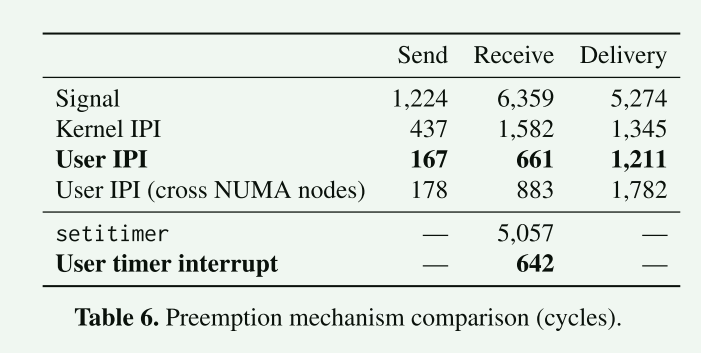 Send Receive Delivery
Signal 1,224 6,359 5,274
Kernel IPI 437 1,582 1,345
User IPI 167 661 1,211
User IPI (cross NUMA nodes) 178 883 1,782
setitimer — 5,057 —
User timer interrupt — 642 —
Table 6. Preemption mechanism comparison (cycles).